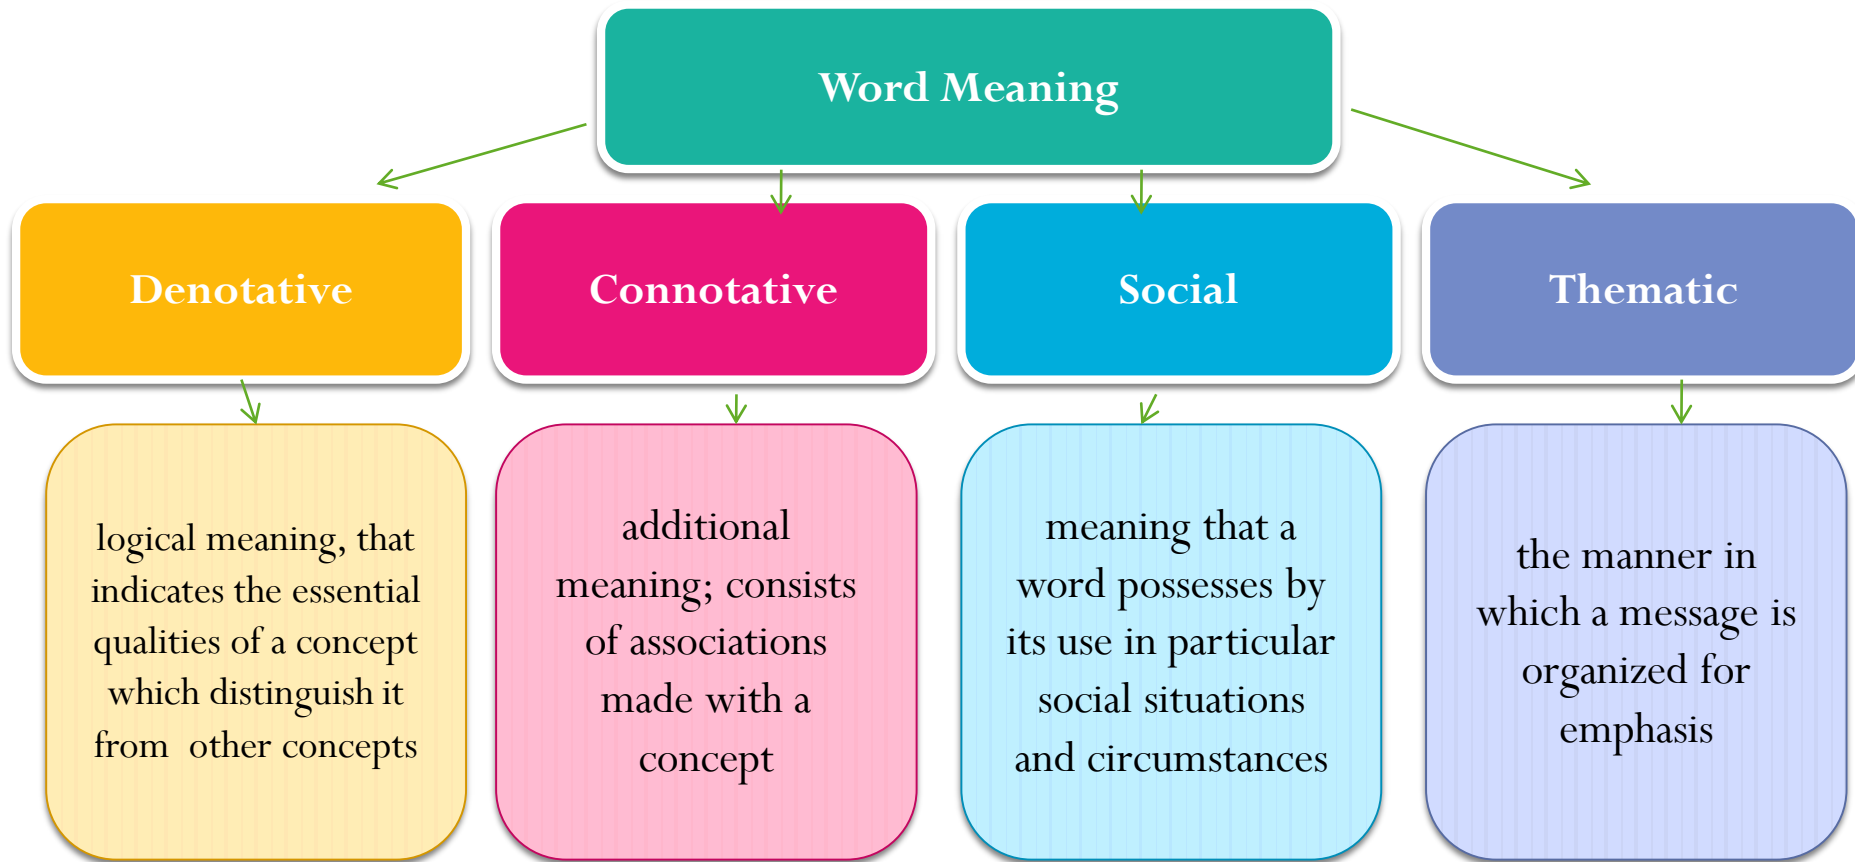 Word Meaning
Denotative
Connotative
Social
Thematic
logical meaning, that
indicates the essential
qualities of a concept
which distinguish it
from other concepts
additional
meaning; consists
of associations
made with a
concept
meaning that a
word possesses by
its use in particular
social situations
and circumstances
the manner in
which a message is
organized for
emphasis